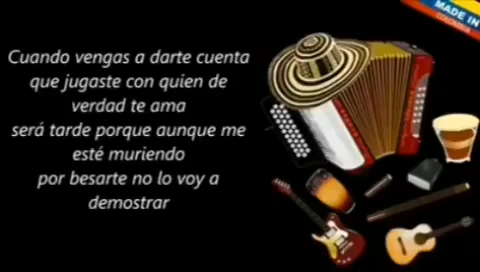 Cuando vengas a darte cuenta
que jugaste con quien de
verdad te ama
será tarde porque aunque me
esté muriendo
por besarte no lo voy a
demostrar
MADE IN
COLOMBIA